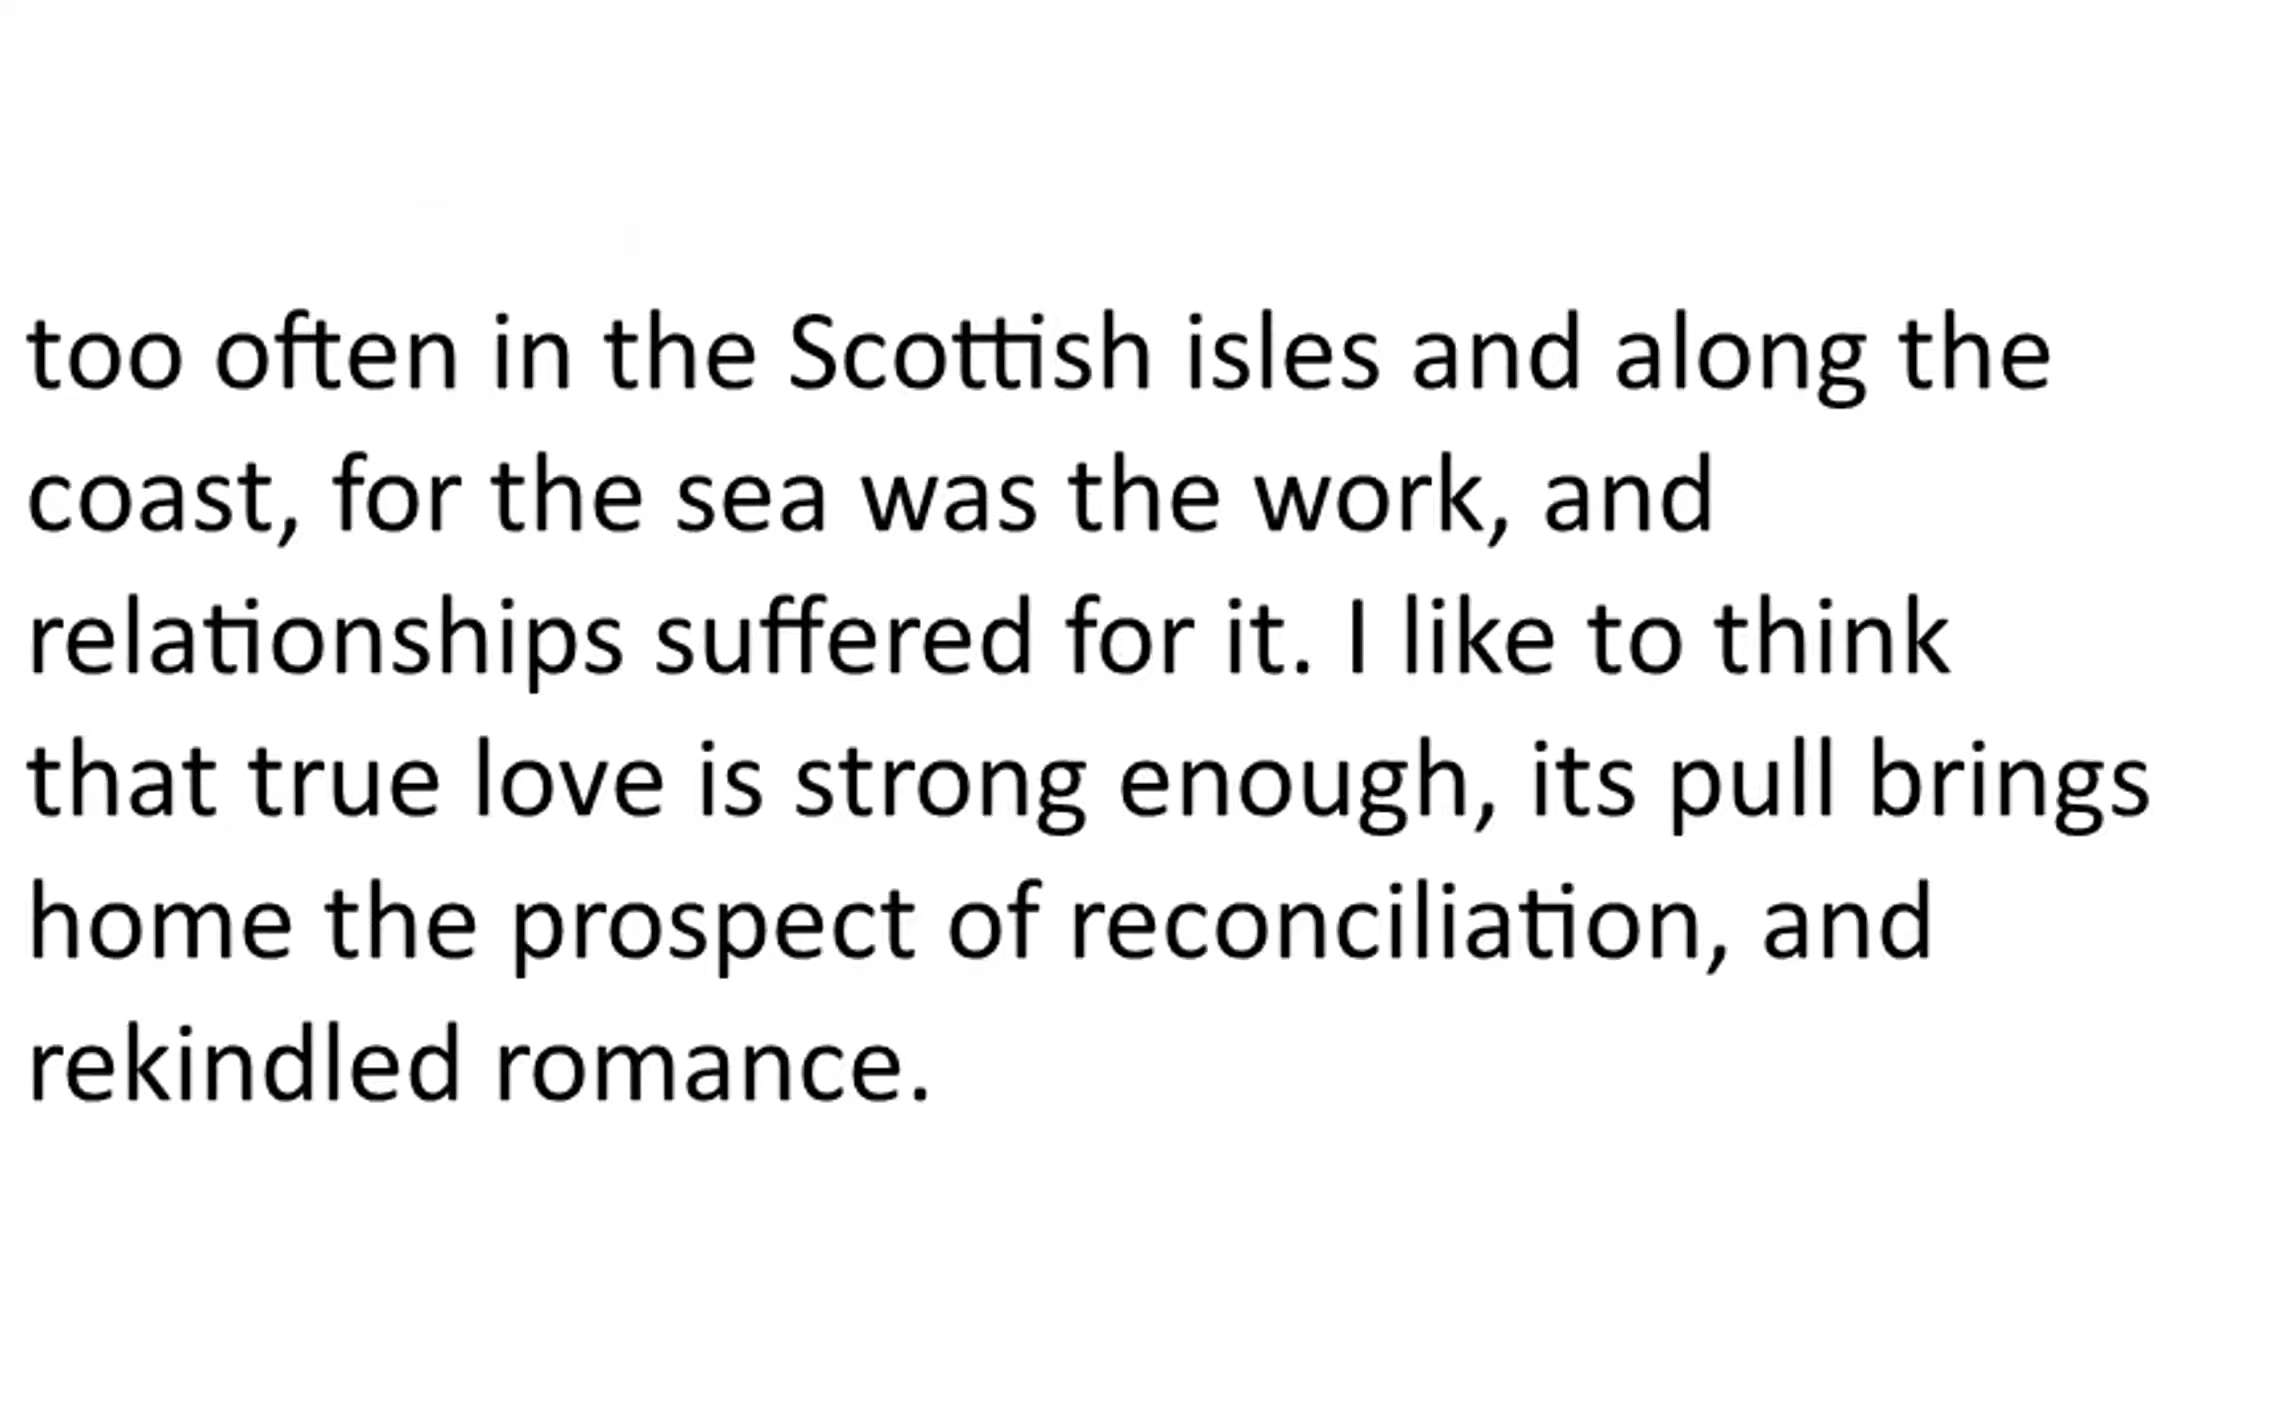 too often in the Scottish isles and along the
coast, for the sea was the work, and
relationships suffered for it. I like to think
that true love is strong enough, its pull brings
home the prospect of reconciliation, and
rekindled romance.